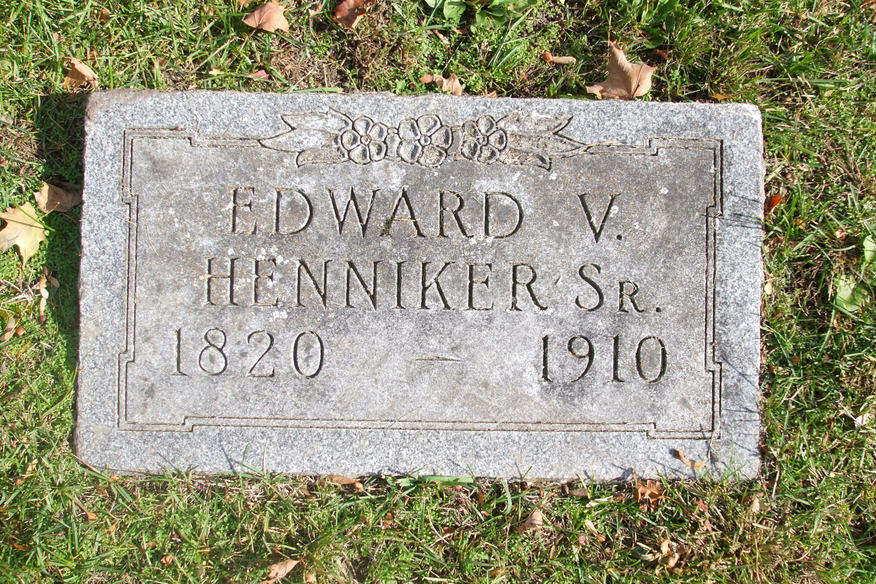 EDWARD V.
HENNIKER SR.
1820 - 1910